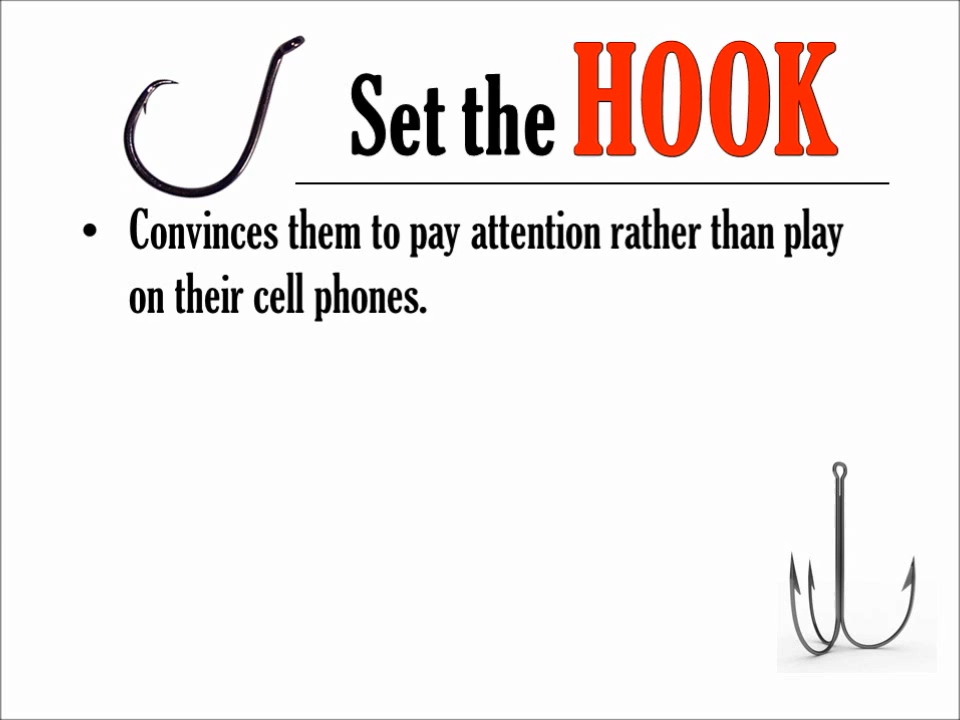 Set the HOOK
• Convinces them to pay attention rather than play
on their cell phones.